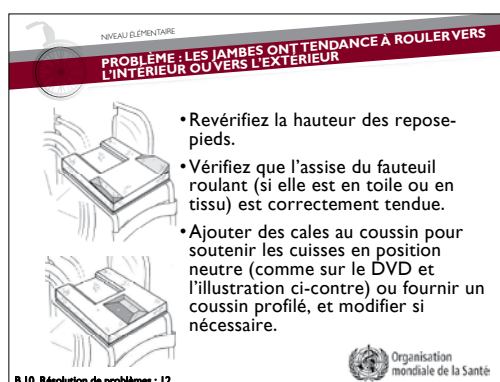 NIVEAU ÉLÉMENTAIRE
PROBLÈME : LES JAMBES ONT TENDANCE À ROULER VERS
L'INTÉRIEUR OU VERS L'EXTÉRIEUR
•Revérifiez la hauteur des repose-
pieds.
•Vérifiez que l'assise du fauteuil
roulant (si elle est en toile ou en
tissu) est correctement tendue.
•Ajouter des cales au coussin pour
soutenir les cuisses en position
neutre (comme sur le DVD et
l'illustration ci-contre) ou fournir un
coussin profilé, et modifier si
nécessaire.
Organisation
mondiale de la Santé
B.10 Résolution de problèmes : 12